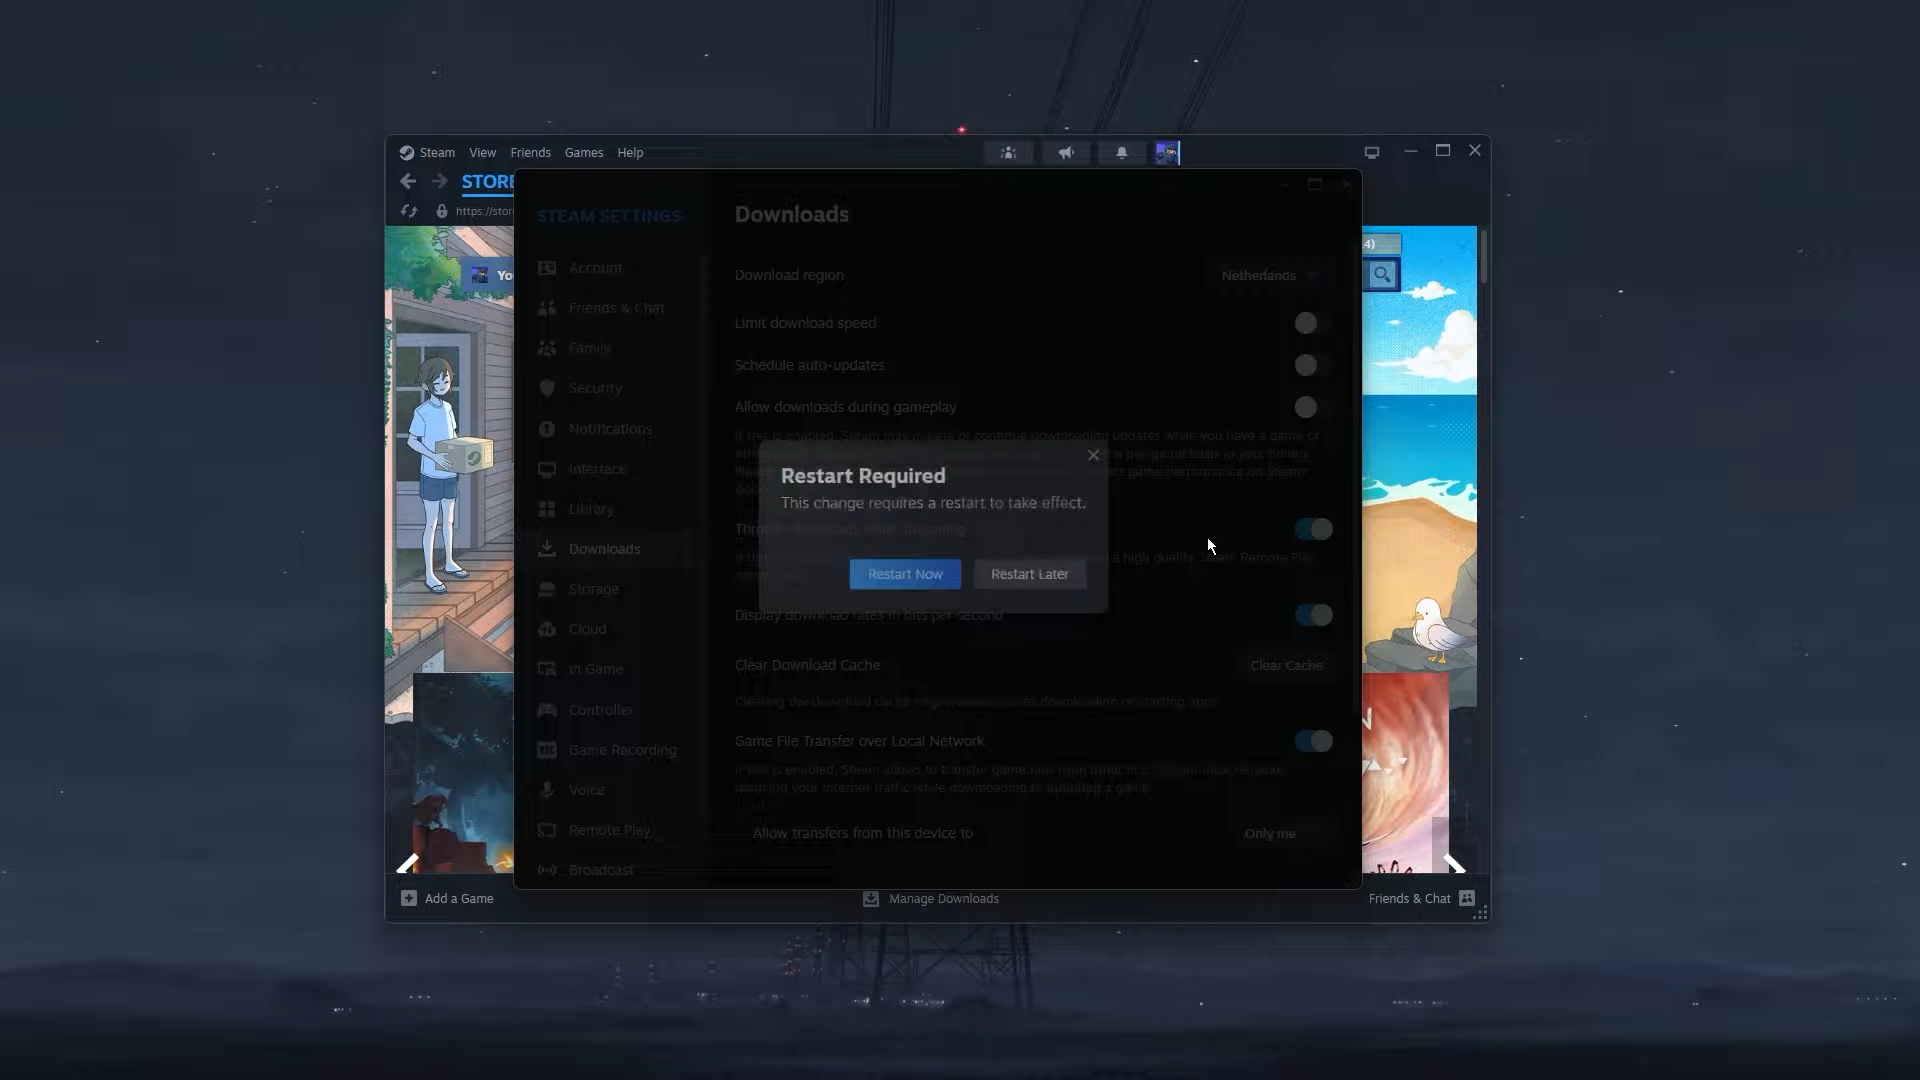 Steam View Friends Games Help
STORE
https://stor
STEAM SETTINGS
Account
Friends & Chat
Family
Security
Notifications
Interface
Library
Downloads
Storage
Cloud
In Game
Controller
Game Recording
Voice
Remote Play
Broadcast
Downloads
Download region
Netherlands
Limit download speed
Schedule auto-updates
Allow downloads during gameplay
Restart Required
This change requires a restart to take effect.
Restart Now
Restart Later
Display download rates in bits per second
Clear Download Cache
Clear Cache
Game File Transfer over Local Network
Allow transfers from this device to
Only me
Yo
4)
Add a Game
Manage Downloads
Friends & Chat